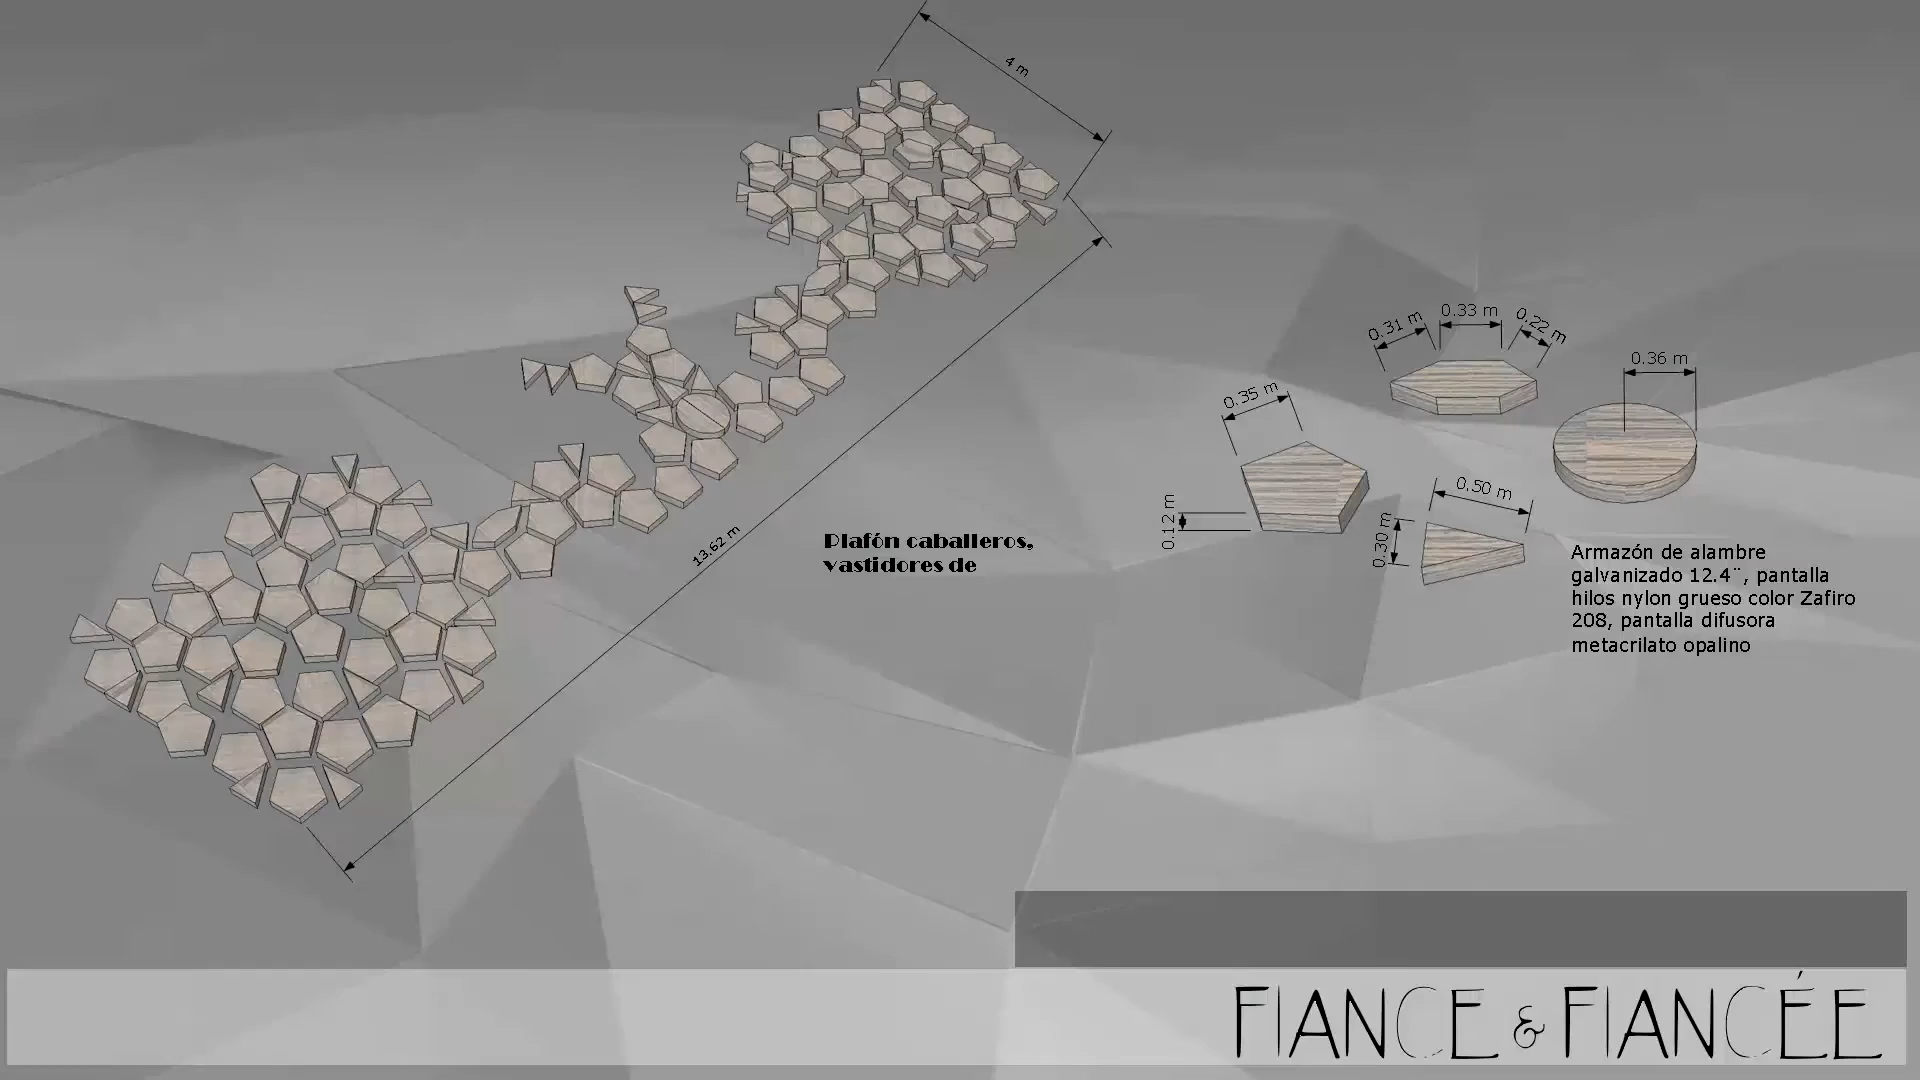 4 m
13.62 m
Plafón caballeros,
vastidores de
0.31 m
0.33 m
0.22 m
0.36 m
0.35 m
0.12 m
0.50 m
0.30 m
Armazón de alambre
galvanizado 12.4¨, pantalla
hilos nylon grueso color Zafiro
208, pantalla difusora
metacrilato opalino
FIANCE & FIANCÉE